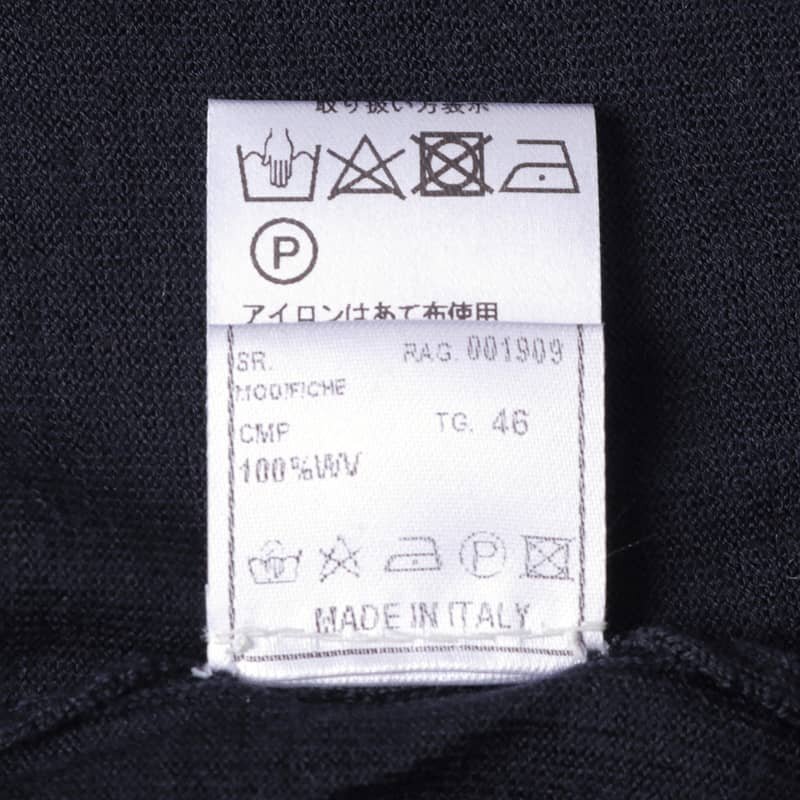 取り扱い方表示
P
アイロンはあて布使用
SR. RAG. 001909
MODIFICHE
CMP TG. 46
100%WV
P
MADE IN ITALY